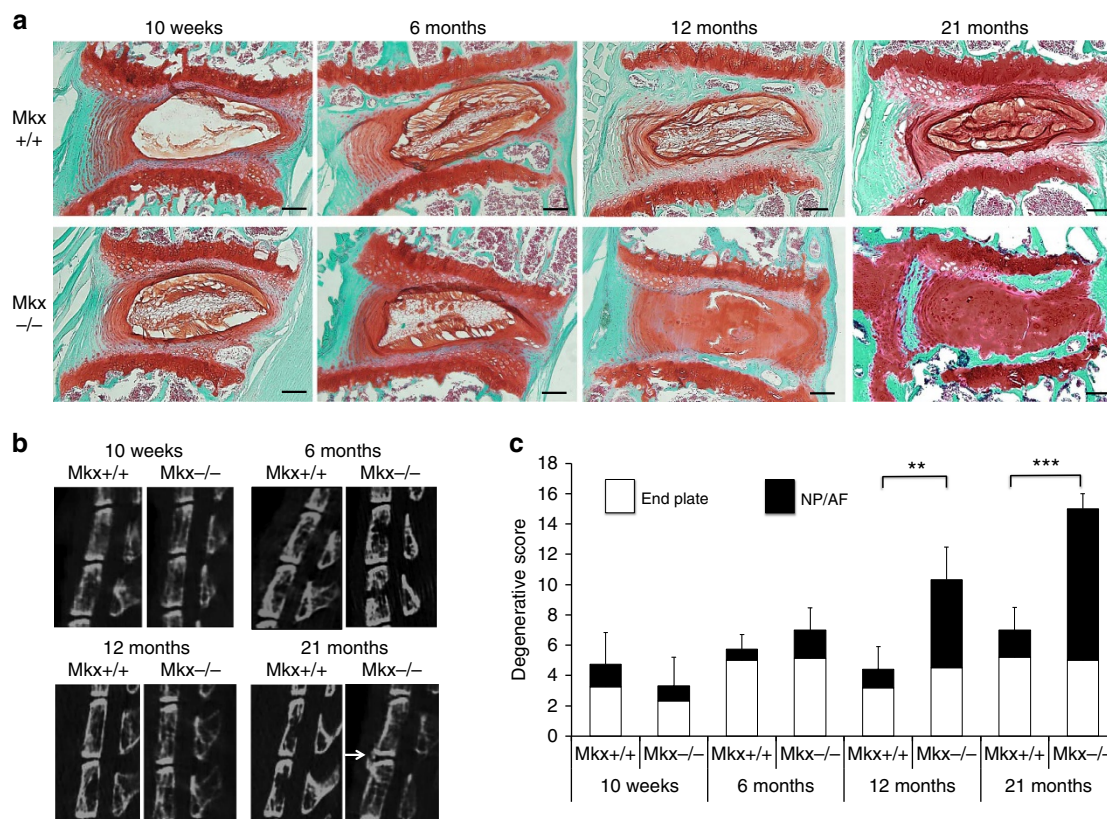 a
10 weeks 6 months 12 months 21 months
Mkx
+/+
Mkx
–/–
b
10 weeks 6 months
Mkx+/+ Mkx–/– Mkx+/+ Mkx–/–
12 months 21 months
Mkx+/+ Mkx–/– Mkx+/+ Mkx–/–
c
Degenerative score
18
16
14
12
10
8
6
4
2
0
End plate NP/AF
** ***
Mkx+/+ Mkx–/– Mkx+/+ Mkx–/– Mkx+/+ Mkx–/– Mkx+/+ Mkx–/–
10 weeks 6 months 12 months 21 months